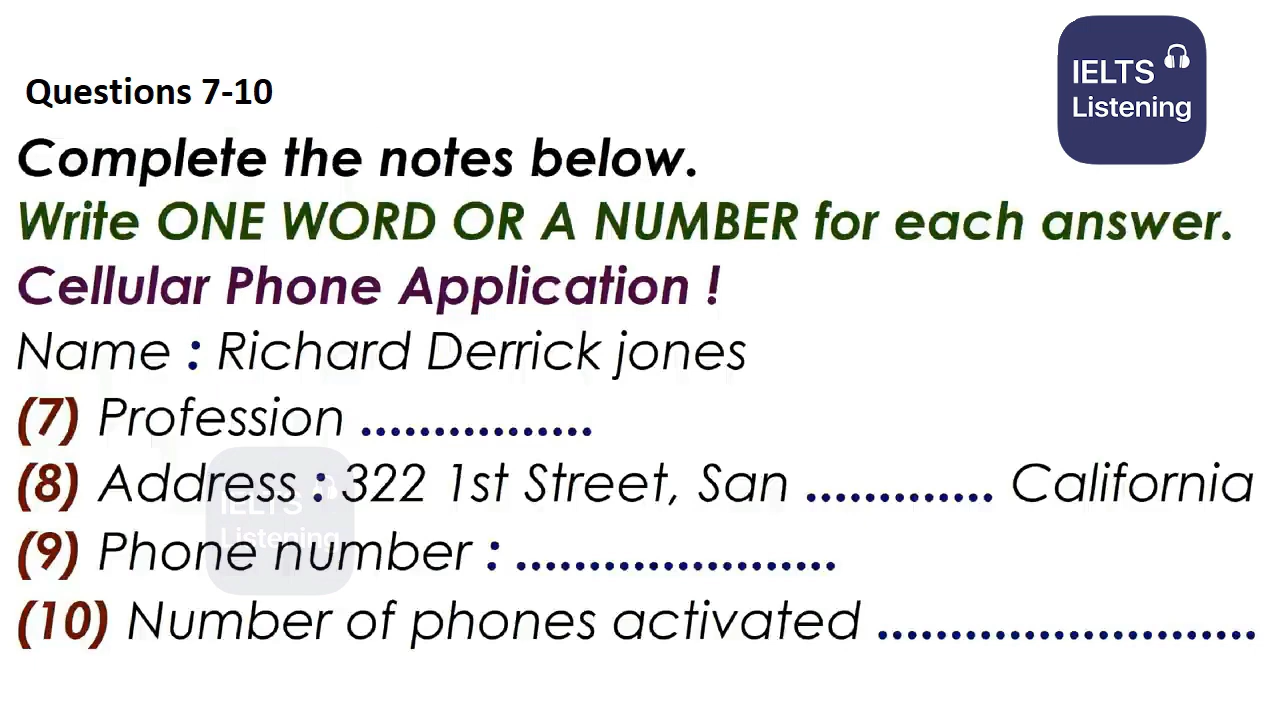 IELTS
Listening
Questions 7-10
Complete the notes below.
Write ONE WORD OR A NUMBER for each answer.
Cellular Phone Application !
Name : Richard Derrick jones
(7) Profession ................
(8) Address : 322 1st Street, San ............. California
(9) Phone number : ......................
(10) Number of phones activated ..........................
IELTS
Listening